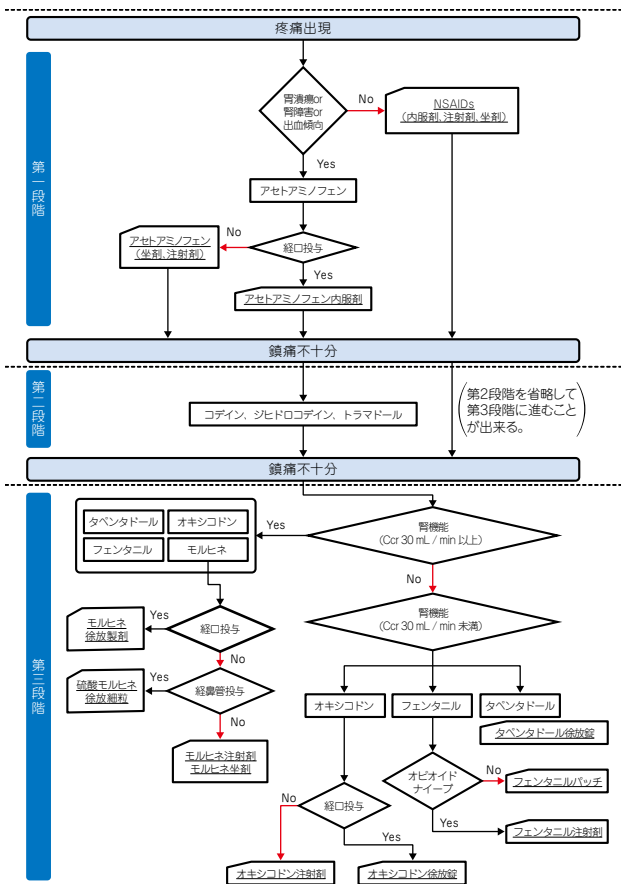 疼痛出現
第一段階
胃潰瘍or
腎障害or
出血傾向
No
NSAIDs
(内服剤、注射剤、坐剤)
Yes
アセトアミノフェン
経口投与
No
アセトアミノフェン
(坐剤、注射剤)
Yes
アセトアミノフェン内服剤
鎮痛不十分
第二段階
コデイン、ジヒドロコデイン、トラマドール
(第2段階を省略して
第3段階に進むこと
が出来る。)
鎮痛不十分
第三段階
腎機能
(Ccr 30 mL / min 以上)
Yes
タペンタドール
オキシコドン
フェンタニル
モルヒネ
No
腎機能
(Ccr 30 mL / min 未満)
経口投与
Yes
モルヒネ
徐放製剤
No
経鼻管投与
Yes
硫酸モルヒネ
徐放細粒
No
モルヒネ注射剤
モルヒネ坐剤
オキシコドン
フェンタニル
タペンタドール
タペンタドール徐放錠
オピオイド
ナイーブ
No
フェンタニルパッチ
Yes
フェンタニル注射剤
経口投与
No
Yes
オキシコドン注射剤
オキシコドン徐放錠